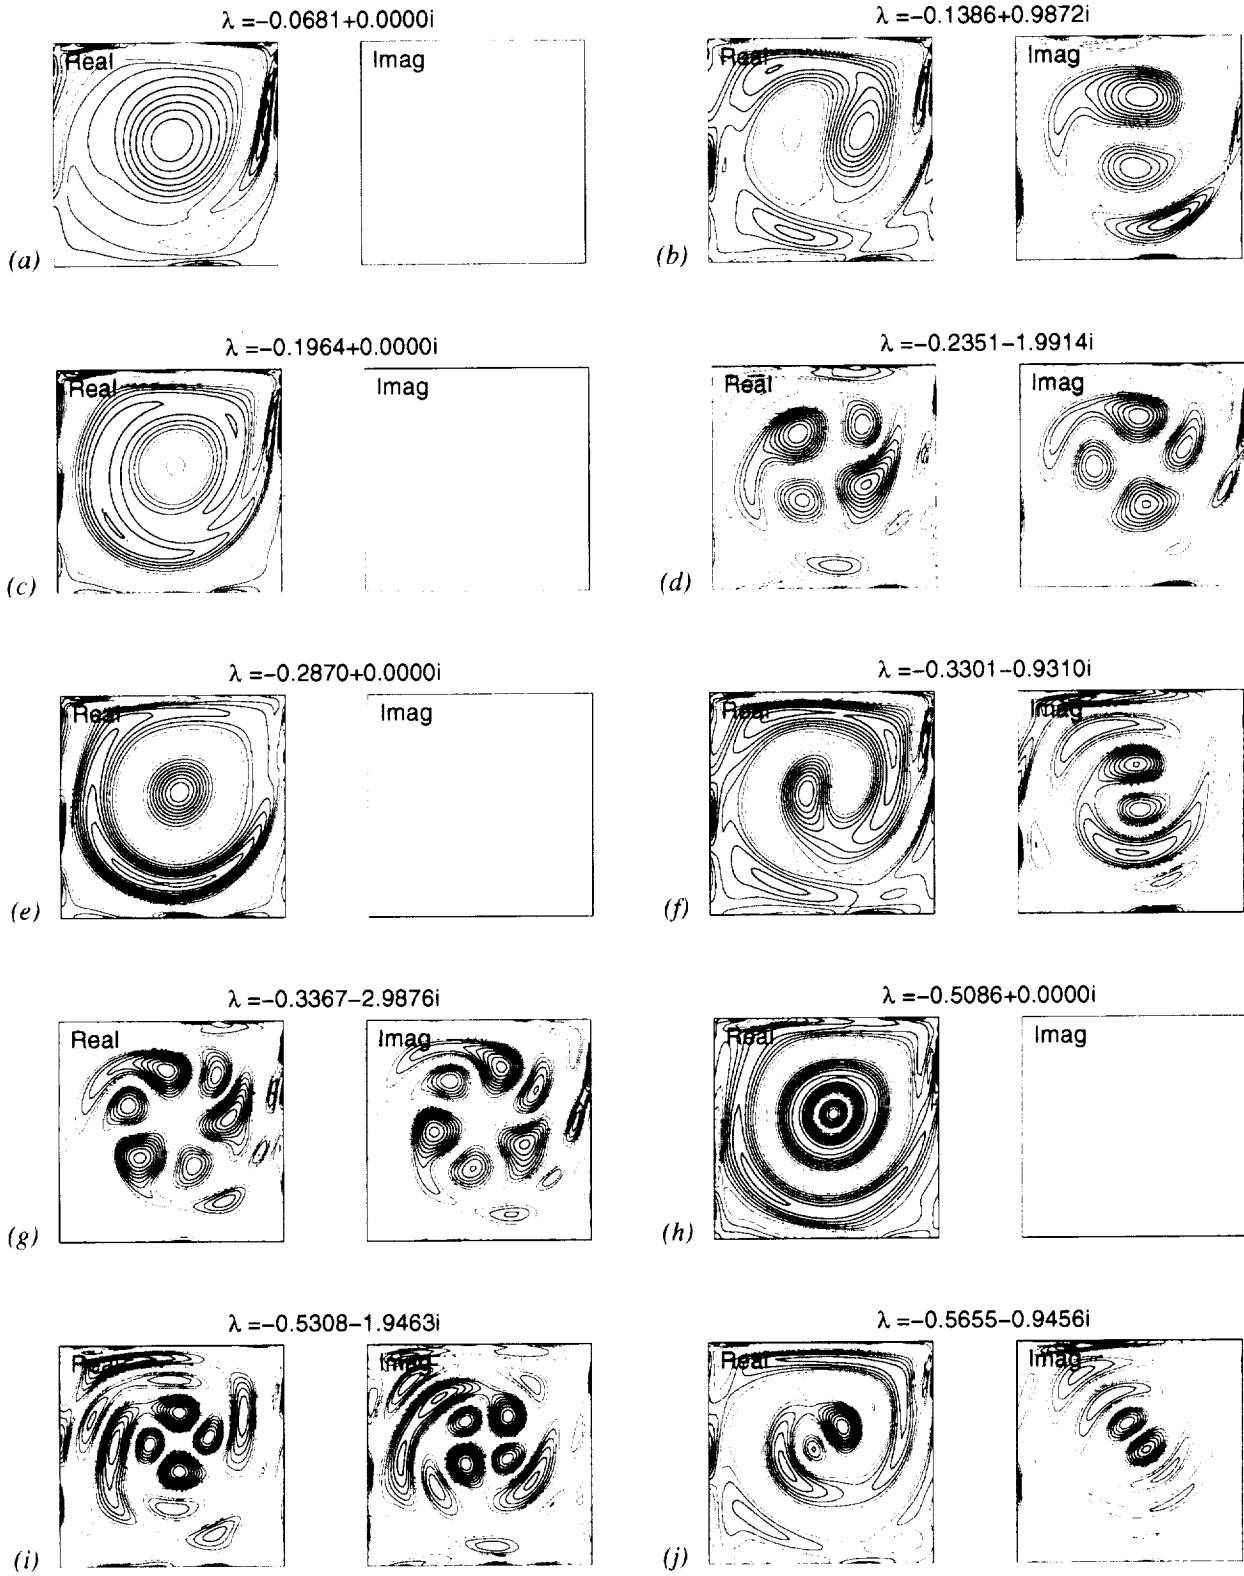 λ =−0.0681+0.0000i
Real
Imag
(a)
λ =−0.1386+0.9872i
Real
Imag
(b)
λ =−0.1964+0.0000i
Real
Imag
(c)
λ =−0.2351−1.9914i
Real
Imag
(d)
λ =−0.2870+0.0000i
Real
Imag
(e)
λ =−0.3301−0.9310i
Real
Imag
(f)
λ =−0.3367−2.9876i
Real
Imag
(g)
λ =−0.5086+0.0000i
Real
Imag
(h)
λ =−0.5308−1.9463i
Real
Imag
(i)
λ =−0.5655−0.9456i
Real
Imag
(j)